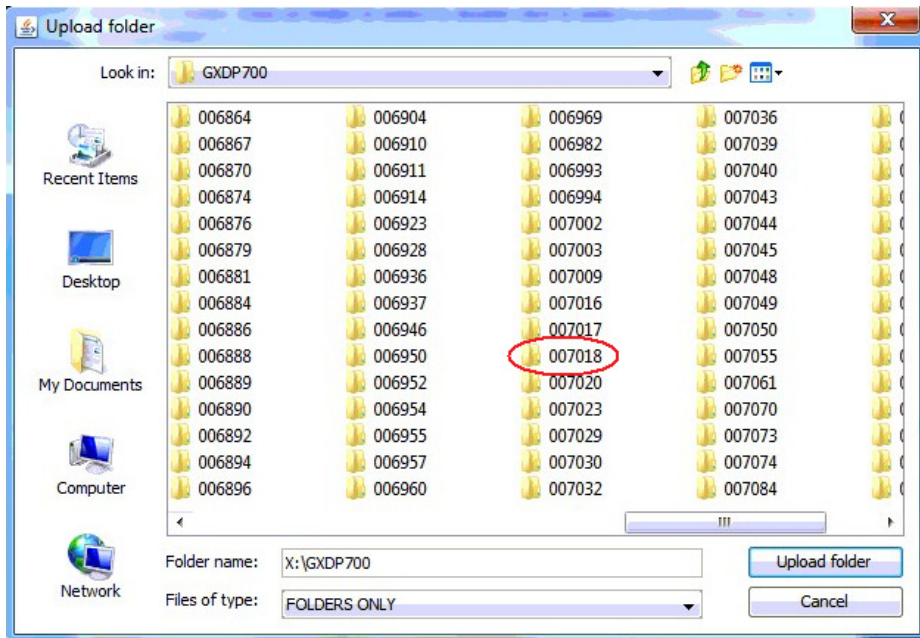 Upload folder
Look in: GXDP700
006864 006904 006969 007036
006867 006910 006982 007039
006870 006911 006993 007040
006874 006914 006994 007043
006876 006923 007002 007044
006879 006928 007003 007045
006881 006936 007009 007048
006884 006937 007016 007049
006886 006946 007017 007050
006888 006950 007018 007055
006889 006952 007020 007061
006890 006954 007023 007070
006892 006955 007029 007073
006894 006957 007030 007074
006896 006960 007032 007084
Recent Items
Desktop
My Documents
Computer
Network
Folder name: X:\GXDP700 Upload folder
Files of type: FOLDERS ONLY Cancel